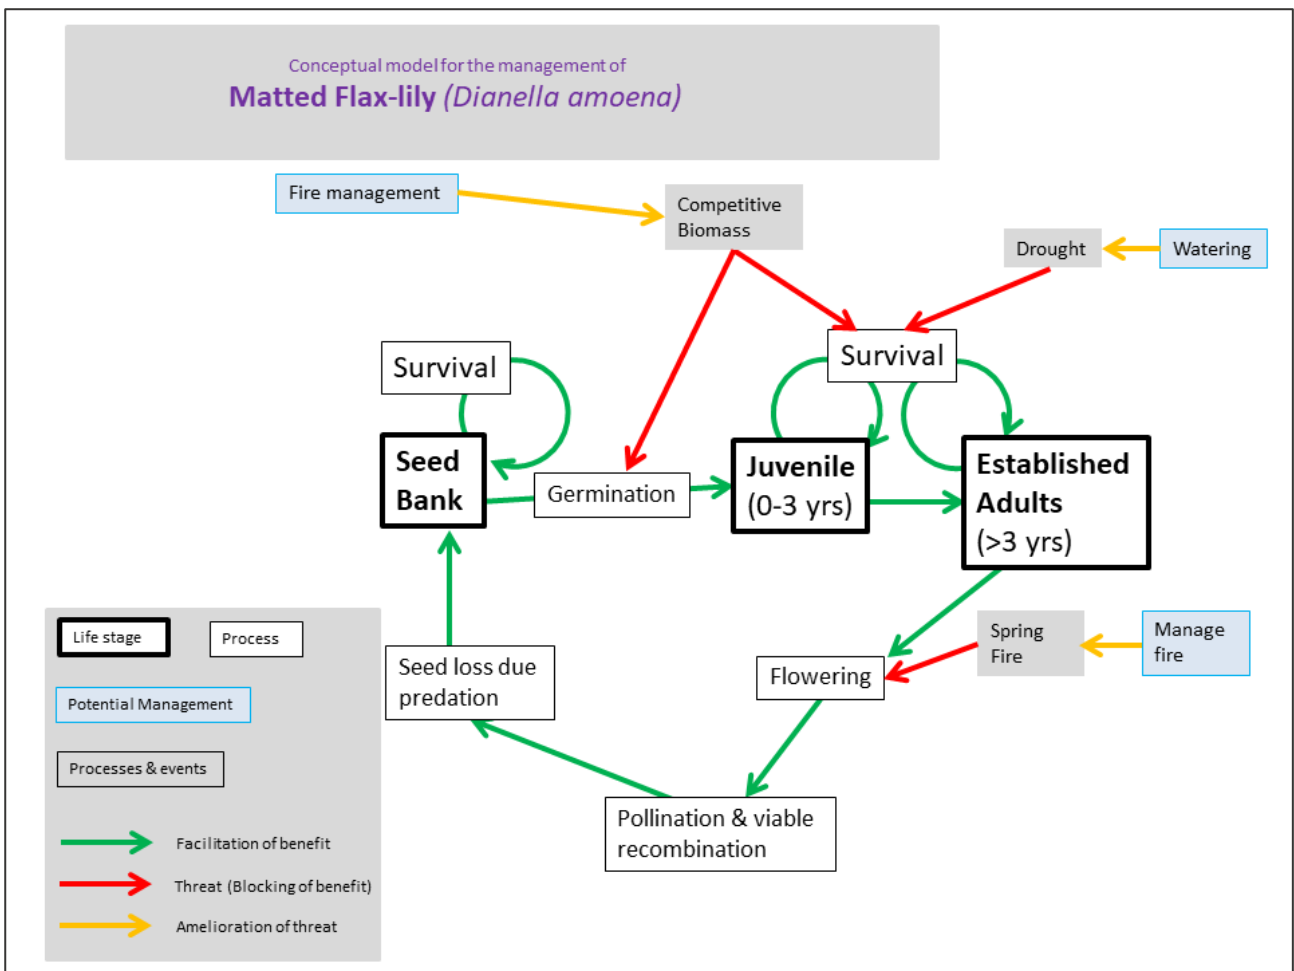 Conceptual model for the management of
Matted Flax-lily (Dianella amoena)
Fire management
Competitive
Biomass
Drought
Watering
Survival
Survival
Seed
Bank
Germination
Juvenile
(0-3 yrs)
Established
Adults
(>3 yrs)
Life stage
Process
Seed loss due
predation
Flowering
Spring
Fire
Manage
fire
Potential Management
Processes & events
Pollination & viable
recombination
Facilitation of benefit
Threat (Blocking of benefit)
Amelioration of threat